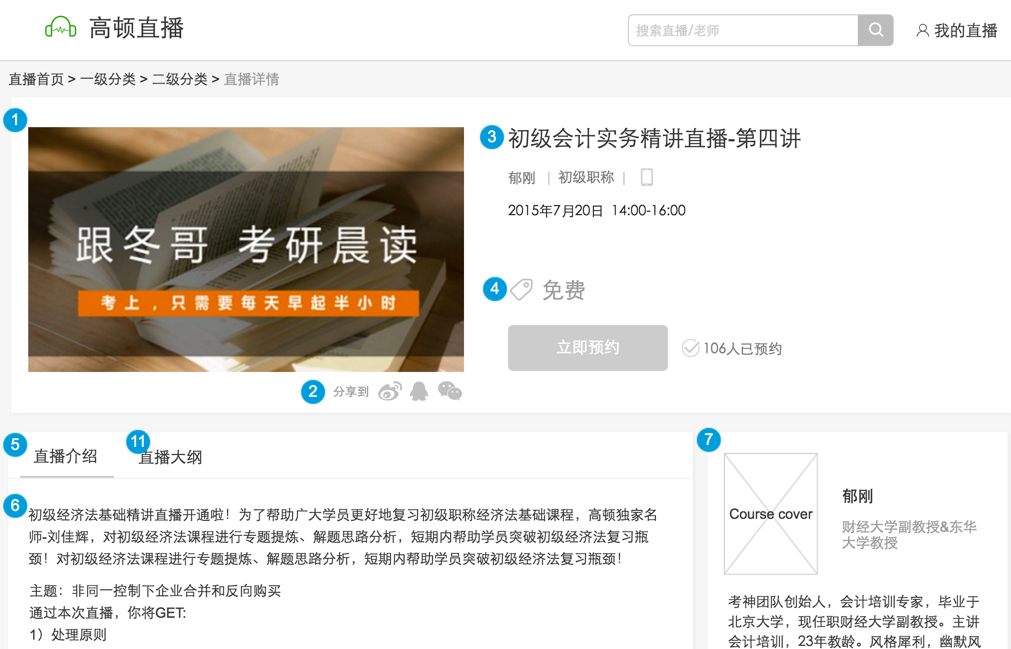 高顿直播
搜索直播/老师
我的直播
直播首页 > 一级分类 > 二级分类 > 直播详情
1
跟冬哥 考研晨读
考上，只需要每天早起半小时
2 分享到
3 初级会计实务精讲直播-第四讲
郁刚 | 初级职称 |
2015年7月20日 14:00-16:00
4 免费
立即预约
106人已预约
5 直播介绍
11 直播大纲
6
初级经济法基础精讲直播开通啦！为了帮助广大学员更好地复习初级职称经济法基础课程，高顿独家名
师-刘佳辉，对初级经济法课程进行专题提炼、解题思路分析，短期内帮助学员突破初级经济法复习瓶
颈！对初级经济法课程进行专题提炼、解题思路分析，短期内帮助学员突破初级经济法复习瓶颈！
主题：非同一控制下企业合并和反向购买
通过本次直播，你将GET:
1）处理原则
7
Course cover
郁刚
财经大学副教授&东华
大学教授
考神团队创始人，会计培训专家，毕业于
北京大学，现任职财经大学副教授。主讲
会计培训，23年教龄。风格犀利，幽默风